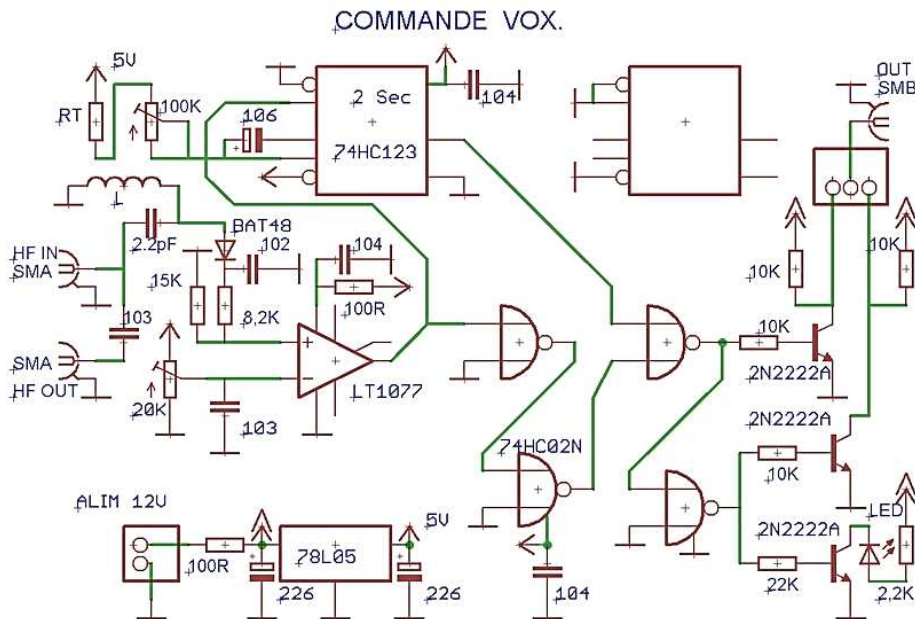 COMMANDE VOX.
5V
RT
100K
106
2 Sec
74HC123
104
OUT
SMB
L
2.2pF
BAT48
102
104
HF IN
SMA
15K
8,2K
100R
10K
10K
103
10K
SMA
HF OUT
20K
LT1077
2N2222A
103
74HC02N
2N2222A
10K
ALIM 12V
5V
2N2222A
LED
100R
78L05
226
226
104
22K
2,2K